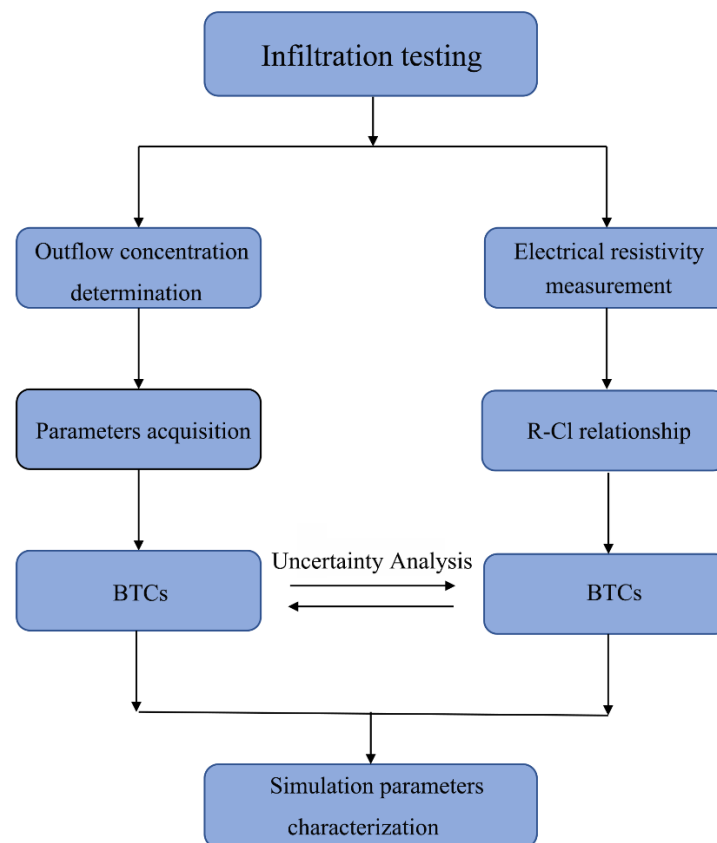 Infiltration testing
Outflow concentration
determination
Electrical resistivity
measurement
Parameters acquisition
R-Cl relationship
Uncertainty Analysis
BTCs
BTCs
Simulation parameters
characterization